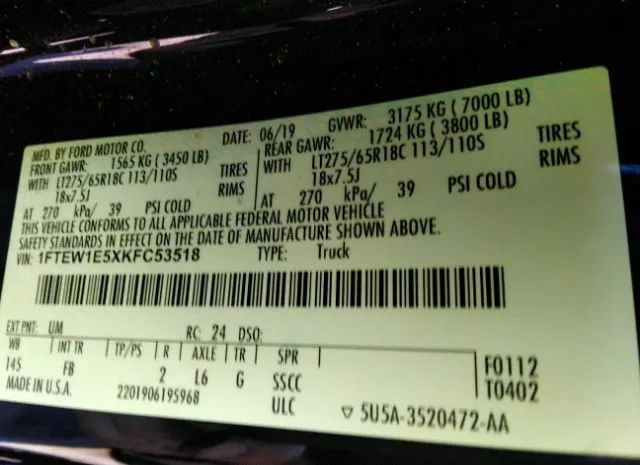 MFD. BY FORD MOTOR CO. DATE: 06/19 GVWR: 3175 KG ( 7000 LB)
FRONT GAWR: 1565 KG ( 3450 LB) REAR GAWR: 1724 KG ( 3800 LB)
WITH LT275/65R18C 113/110S TIRES WITH LT275/65R18C 113/110S TIRES
18x7.5J RIMS 18x7.5J RIMS
AT 270 kPa/ 39 PSI COLD AT 270 kPa/ 39 PSI COLD
THIS VEHICLE CONFORMS TO ALL APPLICABLE FEDERAL MOTOR VEHICLE
SAFETY STANDARDS IN EFFECT ON THE DATE OF MANUFACTURE SHOWN ABOVE.
VIN: 1FTEW1E5XKFC53518 TYPE: Truck
EXT PNT: UM RC: 24 DSO:
WB INT TR TP/PS R AXLE TR SPR F0112
145 FB 2 L6 G SSCC T0402
MADE IN U.S.A. 2201906195968 ULC ▽ 5U5A-3520472-AA